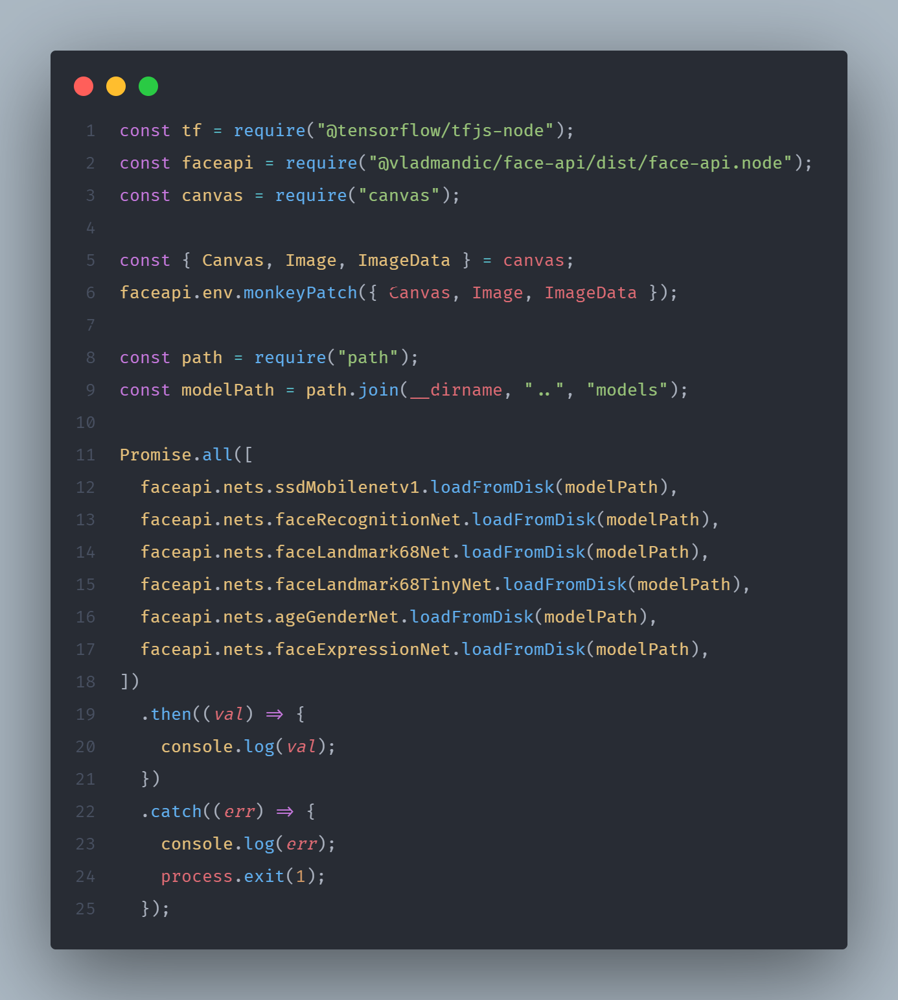 1 const tf = require("@tensorflow/tfjs-node");
2 const faceapi = require("@vladmandic/face-api/dist/face-api.node");
3 const canvas = require("canvas");
4
5 const { Canvas, Image, ImageData } = canvas;
6 faceapi.env.monkeyPatch({ Canvas, Image, ImageData });
7
8 const path = require("path");
9 const modelPath = path.join(__dirname, "..", "models");
10
11 Promise.all([
12   faceapi.nets.ssdMobilenetv1.loadFromDisk(modelPath),
13   faceapi.nets.faceRecognitionNet.loadFromDisk(modelPath),
14   faceapi.nets.faceLandmark68Net.loadFromDisk(modelPath),
15   faceapi.nets.faceLandmark68TinyNet.loadFromDisk(modelPath),
16   faceapi.nets.ageGenderNet.loadFromDisk(modelPath),
17   faceapi.nets.faceExpressionNet.loadFromDisk(modelPath),
18 ])
19   .then((val) => {
20     console.log(val);
21   })
22   .catch((err) => {
23     console.log(err);
24     process.exit(1);
25   });